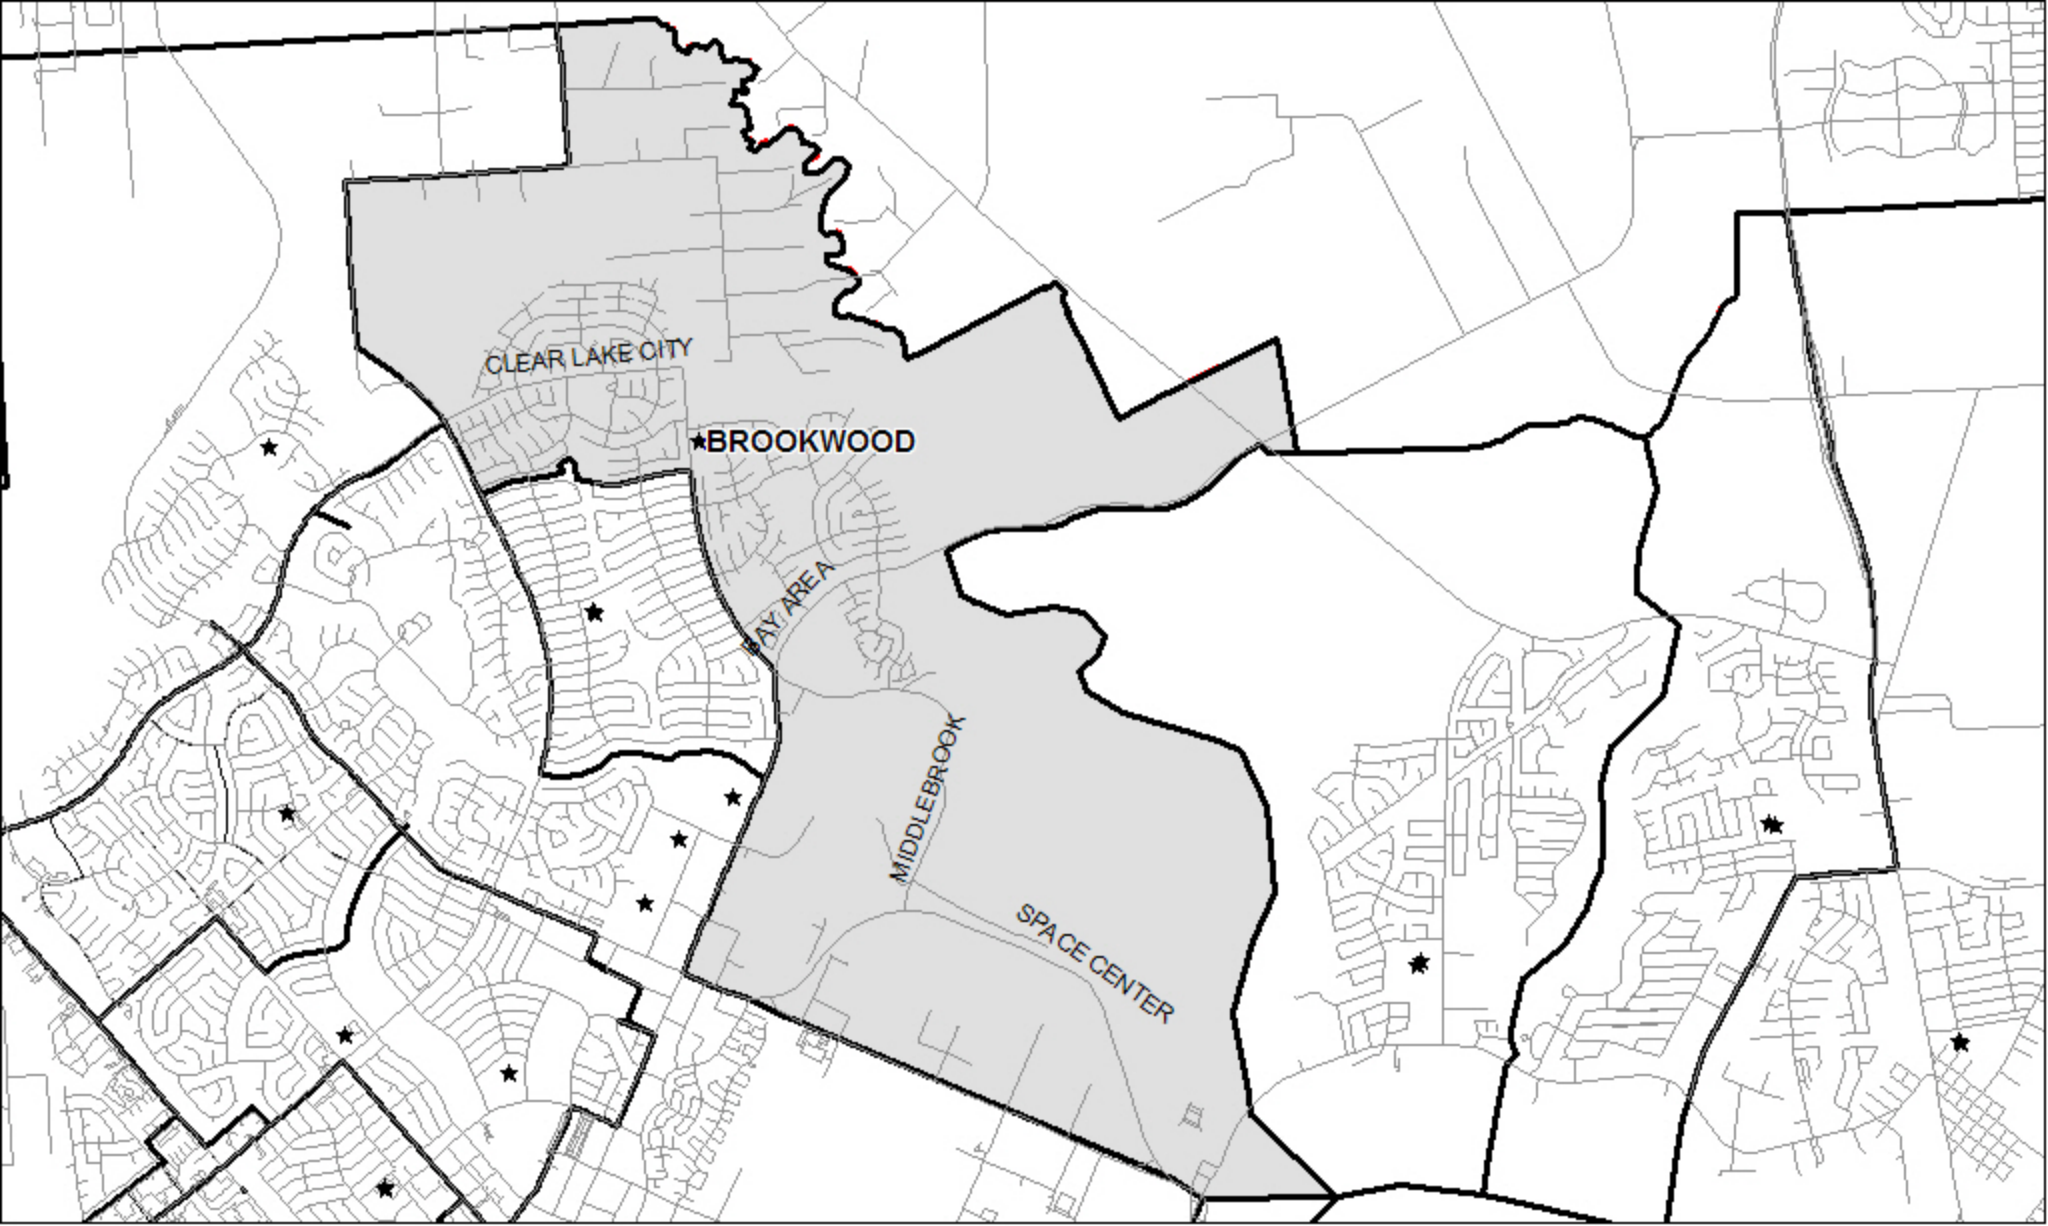 CLEAR LAKE CITY
BROOKWOOD
BAY AREA
MIDDLEBROOK
SPACE CENTER